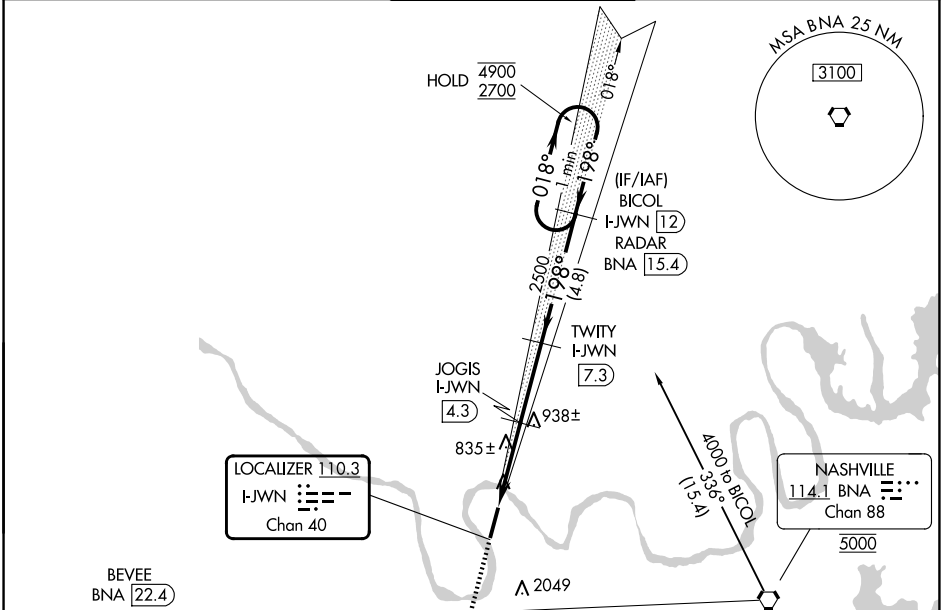 MSA BNA 25 NM
3100
HOLD
4900
2700
018°
018°
1 min
198°
(IF/IAF)
BICOL
I-JWN 12
RADAR
BNA 15.4
2500
198°
(4.8)
TWITY
I-JWN
7.3
JOGIS
I-JWN
4.3
938±
835±
4000 to BICOL
336°
(15.4)
LOCALIZER 110.3
I-JWN
Chan 40
NASHVILLE
114.1 BNA
Chan 88
5000
BEVEE
BNA 22.4
2049